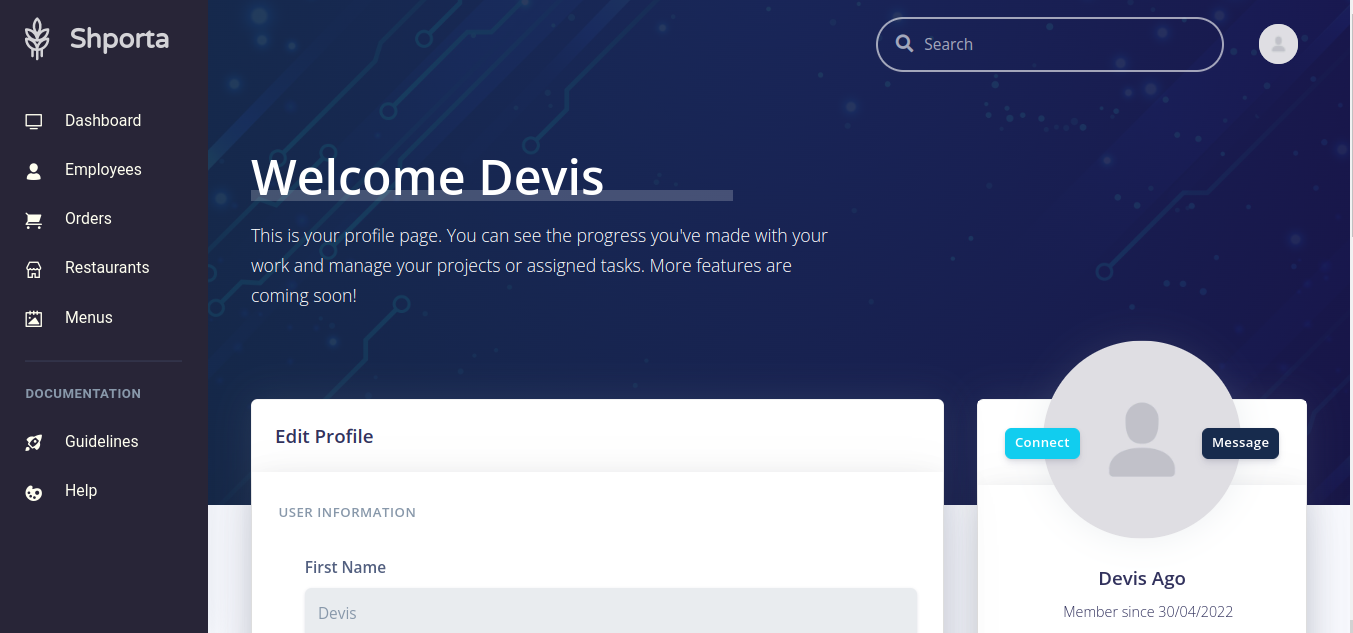 Shporta
Search
Dashboard
Employees
Orders
Restaurants
Menus
DOCUMENTATION
Guidelines
Help
Welcome Devis
This is your profile page. You can see the progress you've made with your
work and manage your projects or assigned tasks. More features are
coming soon!
Edit Profile
USER INFORMATION
First Name
Devis
Connect
Message
Devis Ago
Member since 30/04/2022